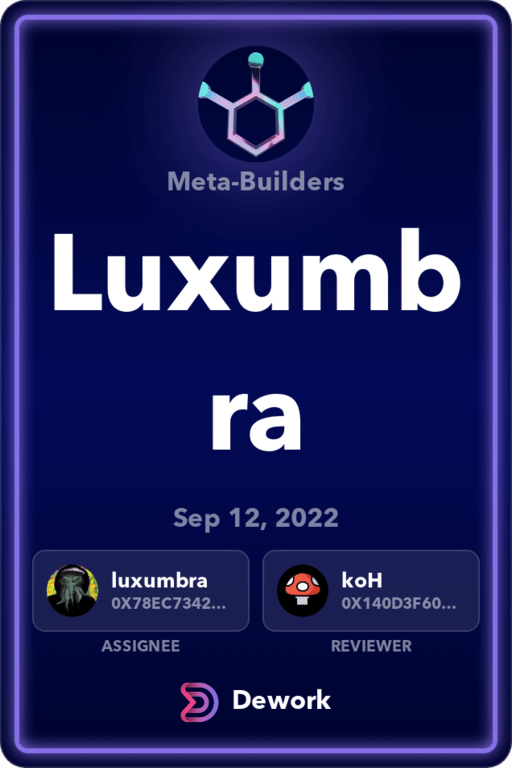 Meta-Builders
Luxumb
ra
Sep 12, 2022
luxumbra
0X78EC7342...
koH
0X140D3F60...
ASSIGNEE
REVIEWER
Dework